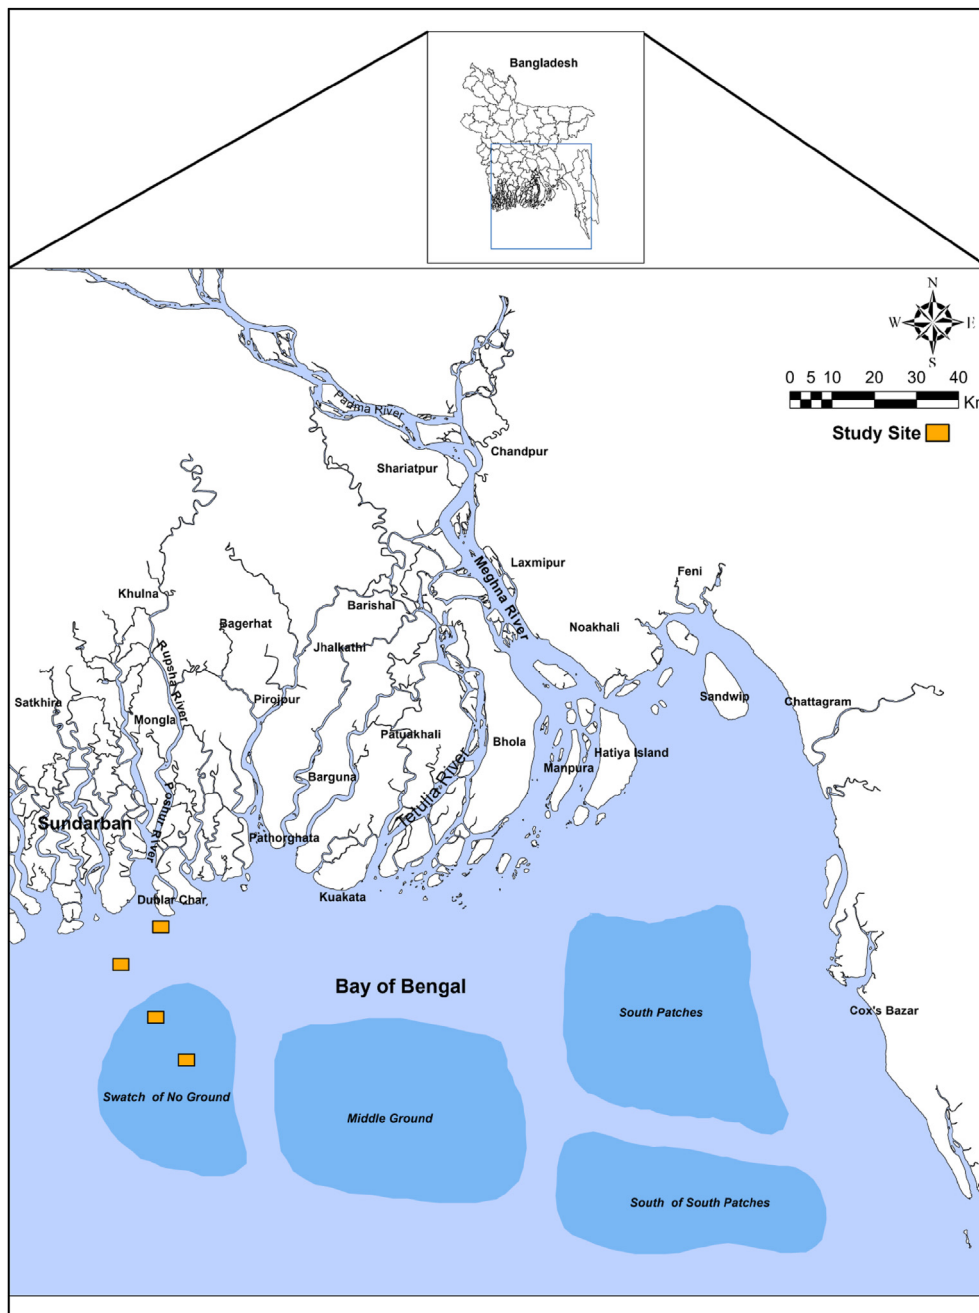 Bangladesh
N
W
E
S
0 5 10 20 30 40
Km
Study Site
Padma River
Chandpur
Shariatpur
Meghna River
Laxmipur
Feni
Khulna
Barishal
Bagerhat
Noakhali
Jhalkathi
Rupsha River
Satkhira
Pirojpur
Sandwip
Chattagram
Mongla
Patuakhali
Bhola
Hatiya Island
Manpura
Barguna
Tetulia River
Poshur River
Sundarban
Pathorghata
Dublar Char
Kuakata
Bay of Bengal
South Patches
Cox's Bazar
Swatch of No Ground
Middle Ground
South of South Patches